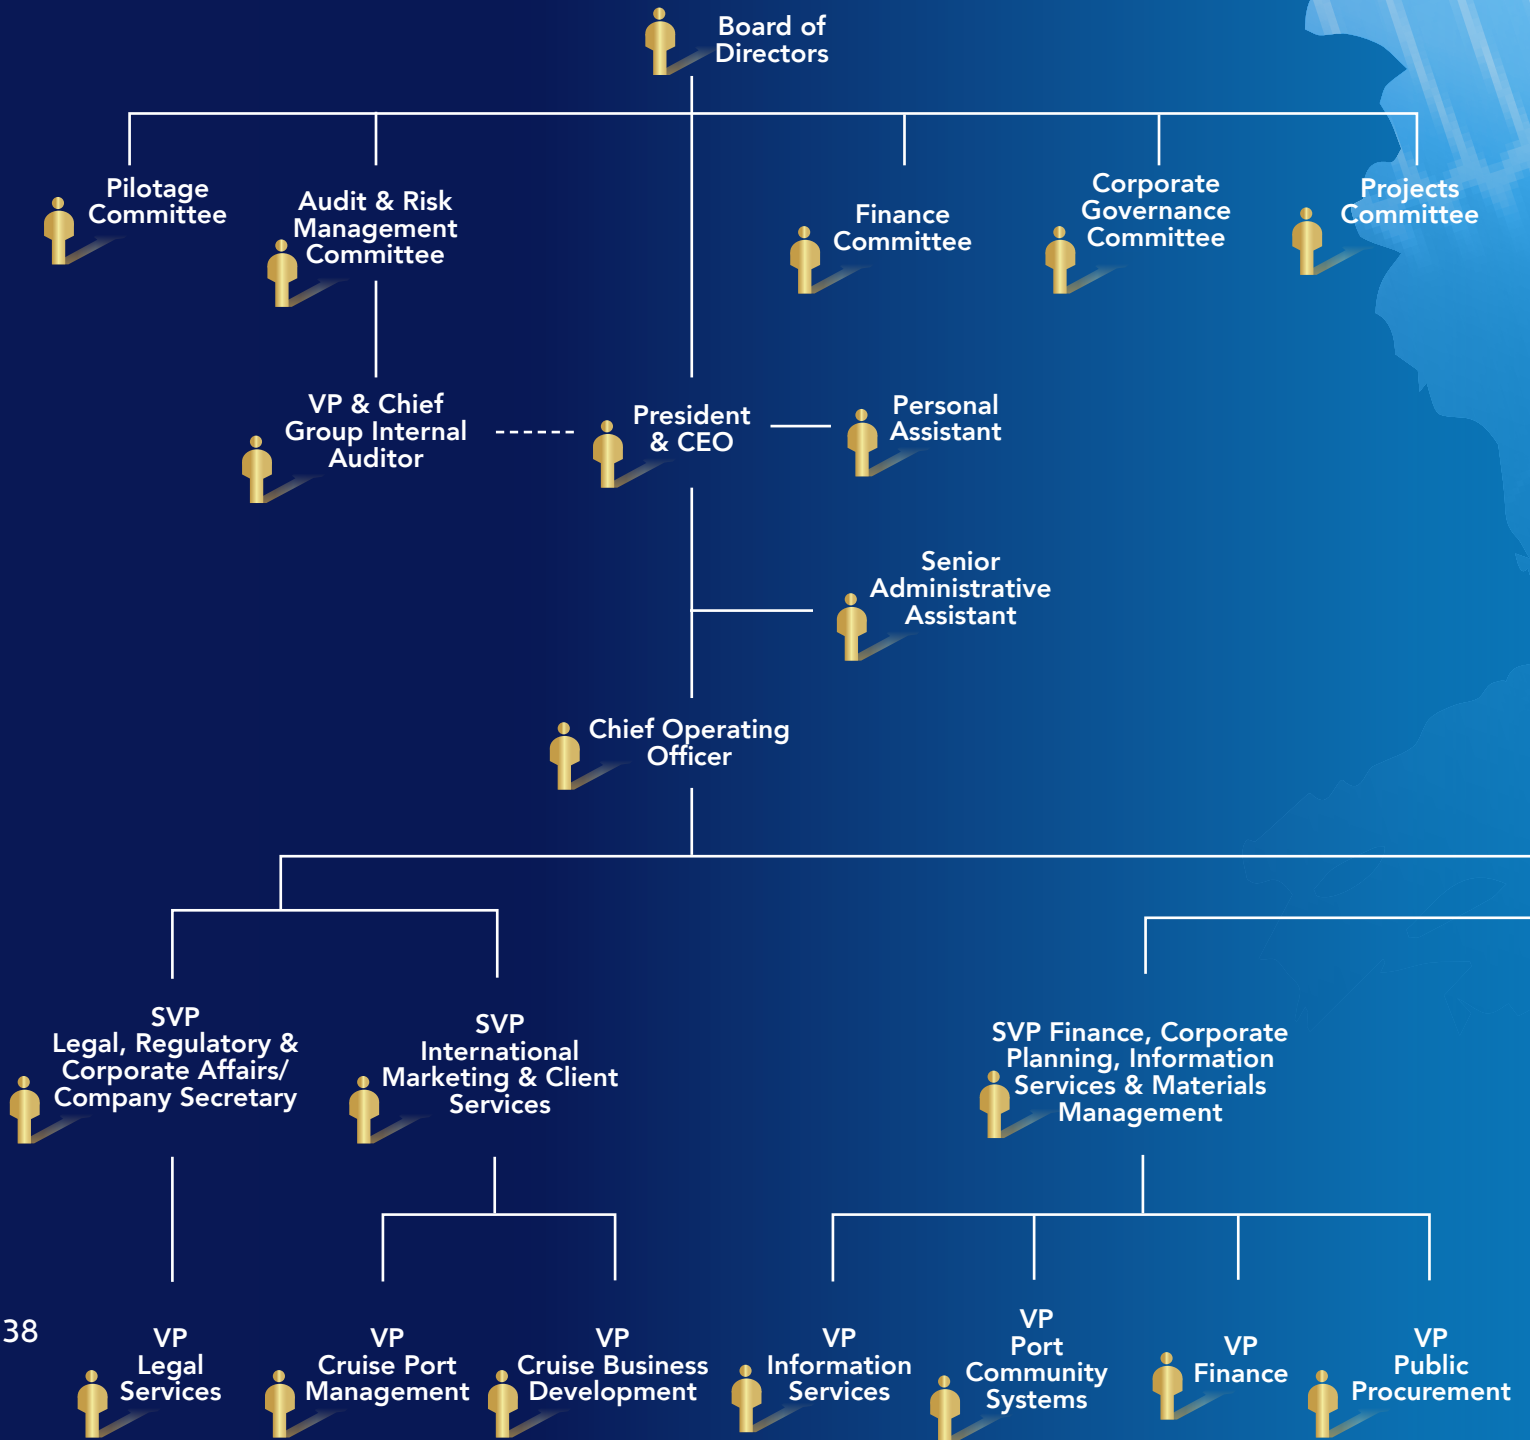 Board of
Directors
Pilotage
Committee
Audit & Risk
Management
Committee
Finance
Committee
Corporate
Governance
Committee
Projects
Committee
VP & Chief
Group Internal
Auditor
President
& CEO
Personal
Assistant
Senior
Administrative
Assistant
Chief Operating
Officer
SVP
Legal, Regulatory &
Corporate Affairs/
Company Secretary
SVP
International
Marketing & Client
Services
SVP Finance, Corporate
Planning, Information
Services & Materials
Management
38
VP
Legal
Services
VP
Cruise Port
Management
VP
Cruise Business
Development
VP
Information
Services
VP
Port
Community
Systems
VP
Finance
VP
Public
Procurement